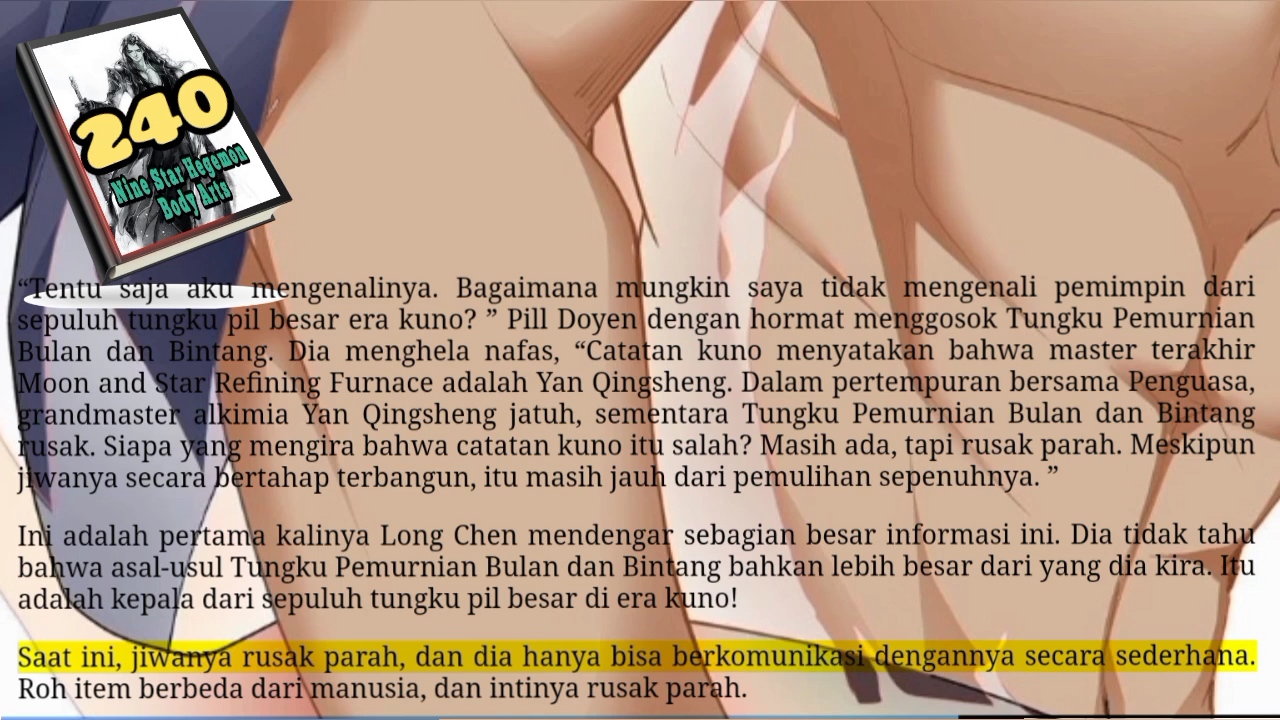 240
Nine Star Hegemon
Body Arts
“Tentu saja aku mengenalinya. Bagaimana mungkin saya tidak mengenali pemimpin dari
sepuluh tungku pil besar era kuno? ” Pill Doyen dengan hormat menggosok Tungku Pemurnian
Bulan dan Bintang. Dia menghela nafas, “Catatan kuno menyatakan bahwa master terakhir
Moon and Star Refining Furnace adalah Yan Qingsheng. Dalam pertempuran bersama Penguasa,
grandmaster alkimia Yan Qingsheng jatuh, sementara Tungku Pemurnian Bulan dan Bintang
rusak. Siapa yang mengira bahwa catatan kuno itu salah? Masih ada, tapi rusak parah. Meskipun
jiwanya secara bertahap terbangun, itu masih jauh dari pemulihan sepenuhnya. ”
Ini adalah pertama kalinya Long Chen mendengar sebagian besar informasi ini. Dia tidak tahu
bahwa asal-usul Tungku Pemurnian Bulan dan Bintang bahkan lebih besar dari yang dia kira. Itu
adalah kepala dari sepuluh tungku pil besar di era kuno!
Saat ini, jiwanya rusak parah, dan dia hanya bisa berkomunikasi dengannya secara sederhana.
Roh item berbeda dari manusia, dan intinya rusak parah.